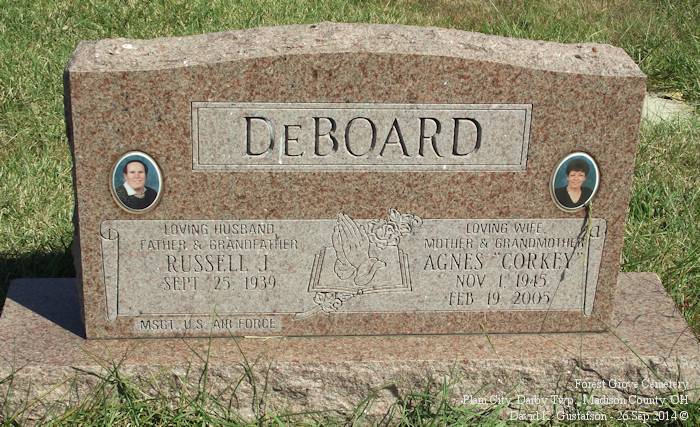 DeBOARD
LOVING HUSBAND
FATHER & GRANDFATHER
RUSSELL J.
SEPT 25 1939
MSGT U.S. AIR FORCE
LOVING WIFE
MOTHER & GRANDMOTHER
AGNES "CORKEY"
NOV 1, 1945
FEB 19, 2005
Forest Grove Cemetery
Plain City, Darby Twp., Madison County, OH
David L. Gustafson - 26 Sep 2014 ©